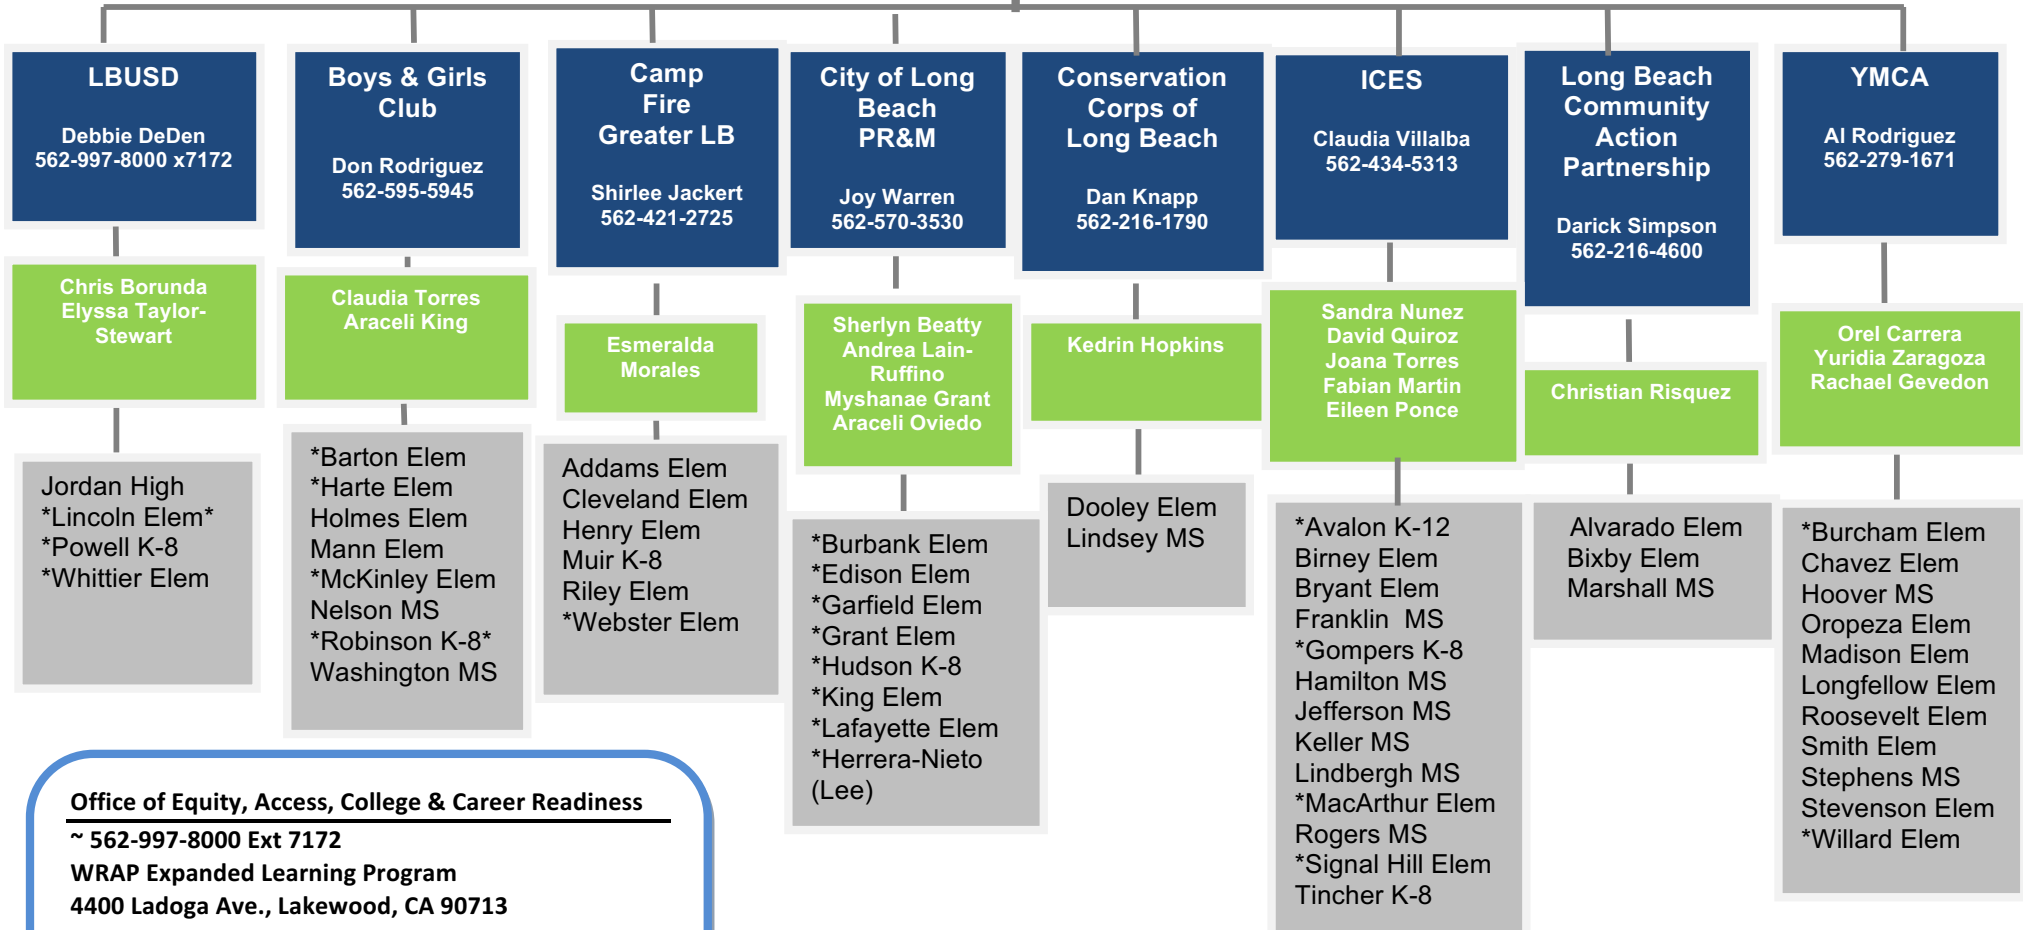 LBUSD
Debbie DeDen
562-997-8000 x7172
Chris Borunda
Elyssa Taylor-
Stewart
Jordan High
*Lincoln Elem*
*Powell K-8
*Whittier Elem
Boys & Girls
Club
Don Rodriguez
562-595-5945
Claudia Torres
Araceli King
*Barton Elem
*Harte Elem
Holmes Elem
Mann Elem
*McKinley Elem
Nelson MS
*Robinson K-8*
Washington MS
Camp
Fire
Greater LB
Shirlee Jackert
562-421-2725
Esmeralda
Morales
Addams Elem
Cleveland Elem
Henry Elem
Muir K-8
Riley Elem
*Webster Elem
City of Long
Beach
PR&M
Joy Warren
562-570-3530
Sherlyn Beatty
Andrea Lain-
Ruffino
Myshanae Grant
Araceli Oviedo
*Burbank Elem
*Edison Elem
*Garfield Elem
*Grant Elem
*Hudson K-8
*King Elem
*Lafayette Elem
*Herrera-Nieto
(Lee)
Conservation
Corps of
Long Beach
Dan Knapp
562-216-1790
Kedrin Hopkins
Dooley Elem
Lindsey MS
ICES
Claudia Villalba
562-434-5313
Sandra Nunez
David Quiroz
Joana Torres
Fabian Martin
Eileen Ponce
*Avalon K-12
Birney Elem
Bryant Elem
Franklin  MS
*Gompers K-8
Hamilton MS
Jefferson MS
Keller MS
Lindbergh MS
*MacArthur Elem
Rogers MS
*Signal Hill Elem
Tincher K-8
Long Beach
Community
Action
Partnership
Darick Simpson
562-216-4600
Christian Risquez
Alvarado Elem
Bixby Elem
Marshall MS
YMCA
Al Rodriguez
562-279-1671
Orel Carrera
Yuridia Zaragoza
Rachael Gevedon
*Burcham Elem
Chavez Elem
Hoover MS
Oropeza Elem
Madison Elem
Longfellow Elem
Roosevelt Elem
Smith Elem
Stephens MS
Stevenson Elem
*Willard Elem
Office of Equity, Access, College & Career Readiness
~ 562-997-8000 Ext 7172
WRAP Expanded Learning Program
4400 Ladoga Ave., Lakewood, CA 90713